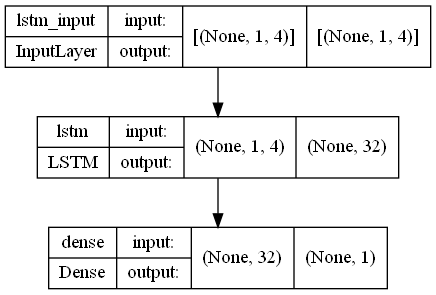 lstm_input input: [(None, 1, 4)] [(None, 1, 4)]
InputLayer output:
lstm input: (None, 1, 4) (None, 32)
LSTM output:
dense input: (None, 32) (None, 1)
Dense output: